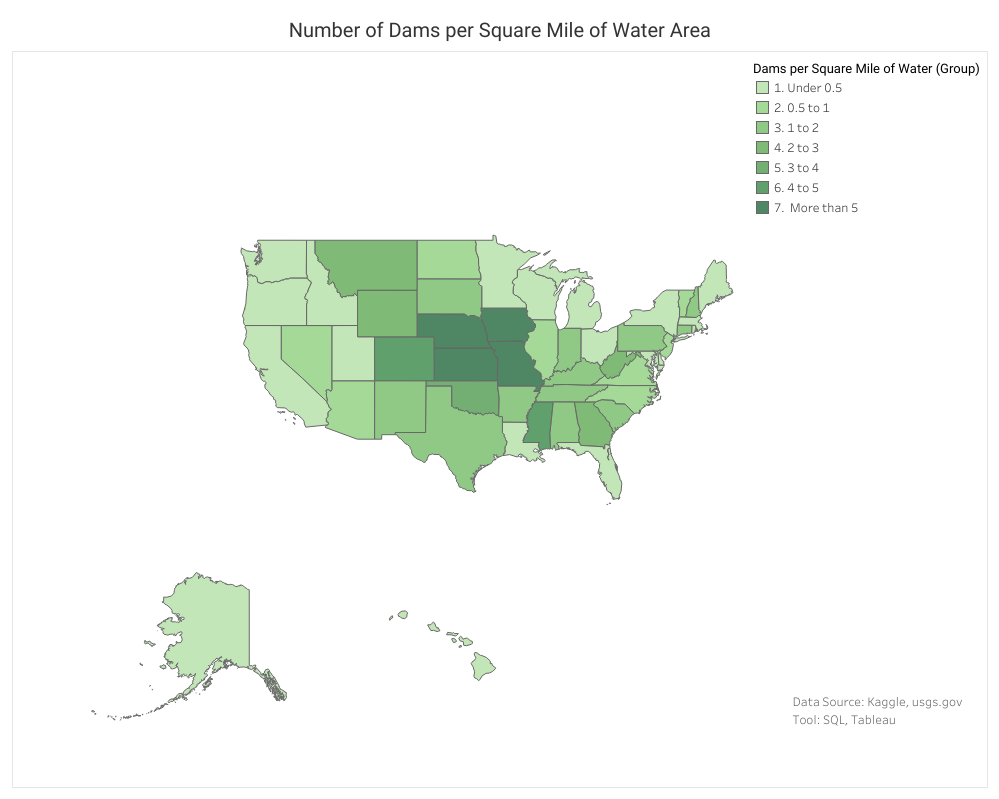 Number of Dams per Square Mile of Water Area
Dams per Square Mile of Water (Group)
1. Under 0.5
2. 0.5 to 1
3. 1 to 2
4. 2 to 3
5. 3 to 4
6. 4 to 5
7.  More than 5
Data Source: Kaggle, usgs.gov
Tool: SQL, Tableau